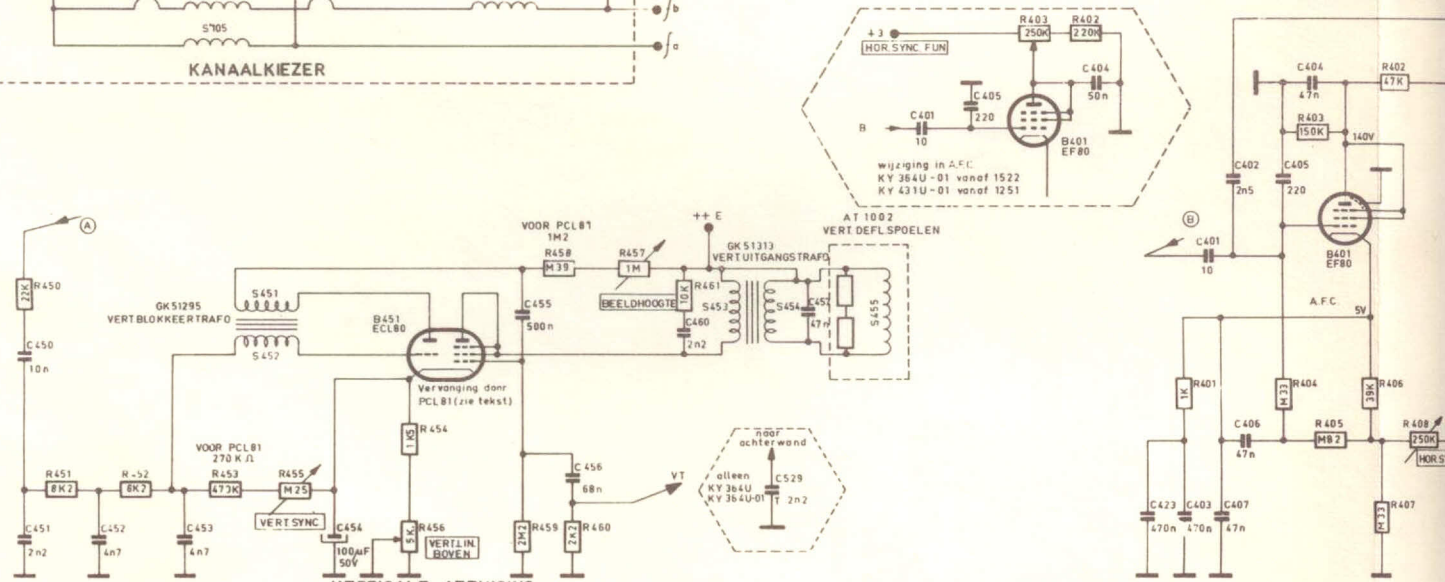 b
S'705
a
KANAALKIEZER
+3
HOR. SYNC. FUN
R403
250K
R402
220K
C404
50n
C405
220
B
C401
10
B401
EF80
wijziging in A.F.C.
KY 364U-01 vanaf 1522
KY 431U-01 vanaf 1251
C404
47n
R402
47K
R403
150K
140V
C402
2n5
C405
220
B
C401
10
B401
EF80
A.F.C.
5V
A
R450
22K
C450
10n
GK51295
VERT.BLOKKEERTRAFO
S451
S452
B451
ECL80
Vervanging door
PCL81 (zie tekst)
VOOR PCL81
1M2
R458
M39
R457
1M
BEELDHOOGTE
++ E
C455
500n
R461
10K
C460
2n2
GK 51313
VERT.UITGANGSTRAFO
S453
S454
C457
47n
AT 1002
VERT. DEFL.SPOELEN
S455
R401
1K
R404
M33
R406
39K
C406
47n
R405
M82
R408
250K
HOR S
R407
M33
C423
470n
C403
470n
C407
47n
R454
1K5
VOOR PCL81
270 K Ω
R451
8K2
8K2
R453
R455
M25
VERT.SYNC
C451
2n2
C452
4n7
C453
4n7
C454
100µF
50V
R456
5K
VERT.LIN.
BOVEN
R459
2M2
C456
68n
R460
2K2
VT
naar
achterwand
alleen
KY 364U
KY 364U-01
C529
2n2